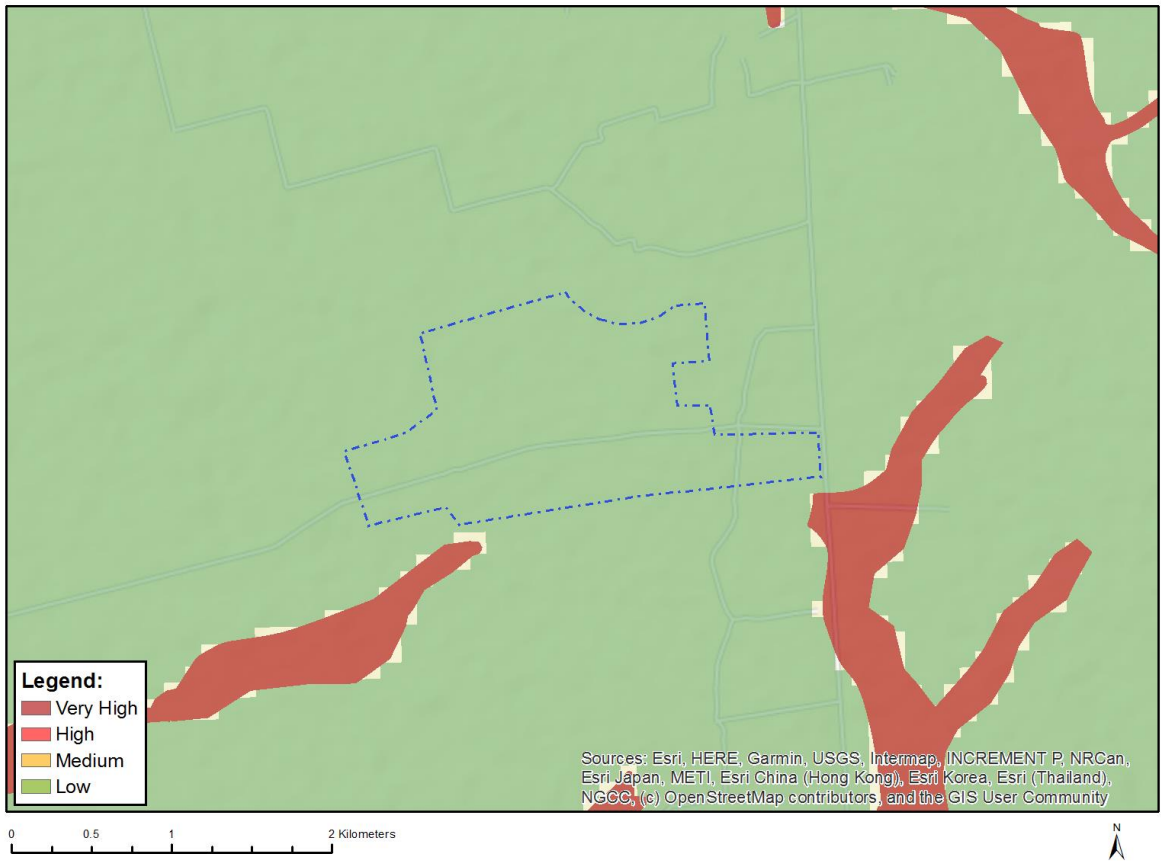 Legend:
Very High
High
Medium
Low
Sources: Esri, HERE, Garmin, USGS, Intermap, INCREMENT P, NRCan,
Esri Japan, METI, Esri China (Hong Kong), Esri Korea, Esri (Thailand),
NGCC, (c) OpenStreetMap contributors, and the GIS User Community
0 0.5 1 2 Kilometers
N